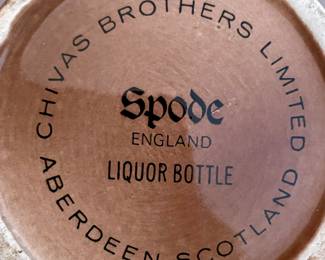 CHIVAS BROTHERS LIMITED
Spode
ENGLAND
LIQUOR BOTTLE
ABERDEEN SCOTLAND